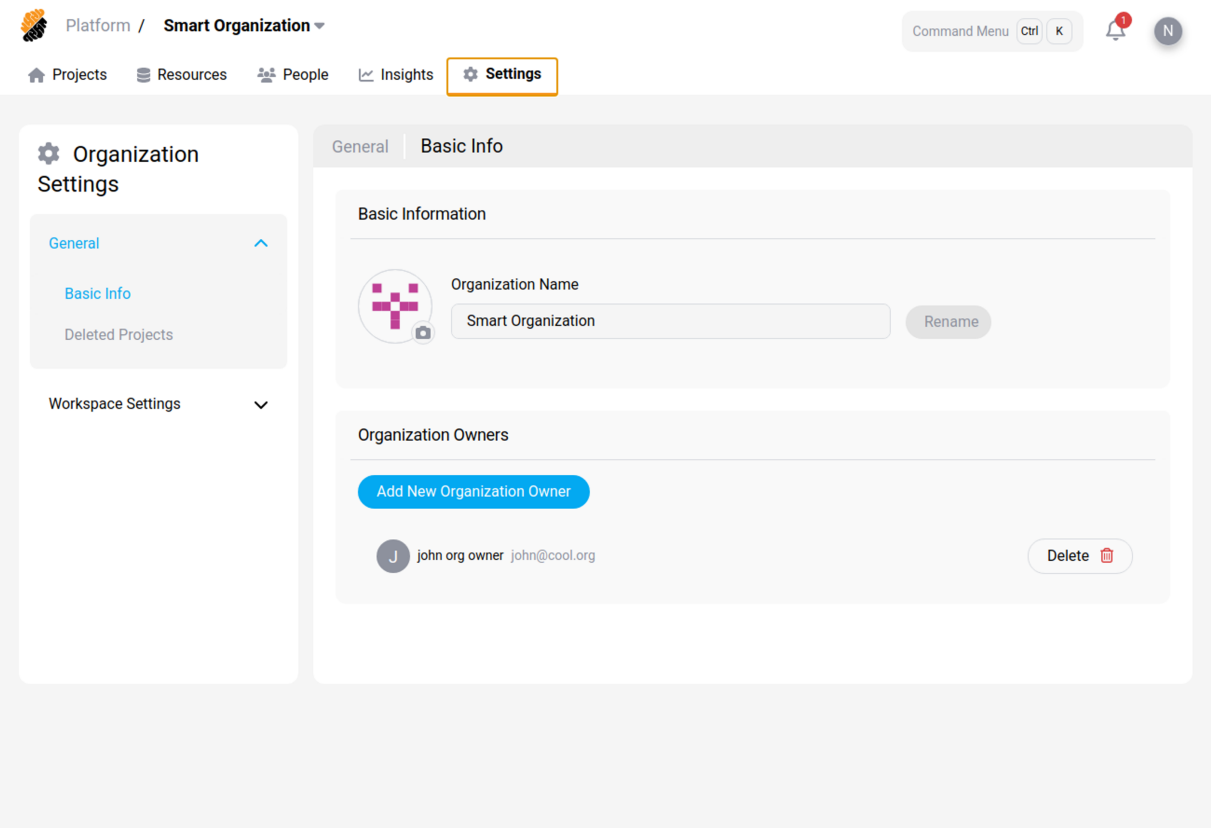 Platform / Smart Organization
Command Menu Ctrl K
1
N
Projects Resources People Insights Settings
Organization Settings
General
Basic Info
Deleted Projects
Workspace Settings
General Basic Info
Basic Information
Organization Name
Smart Organization
Rename
Organization Owners
Add New Organization Owner
J john org owner john@cool.org Delete